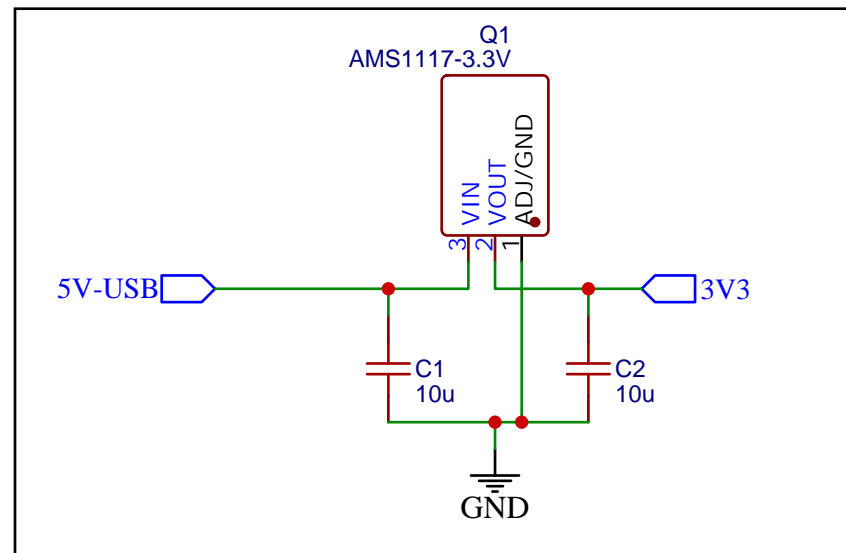 Q1
AMS1117-3.3V
VIN
VOUT
ADJ/GND
3
2
1
5V-USB
3V3
C1
10u
C2
10u
GND